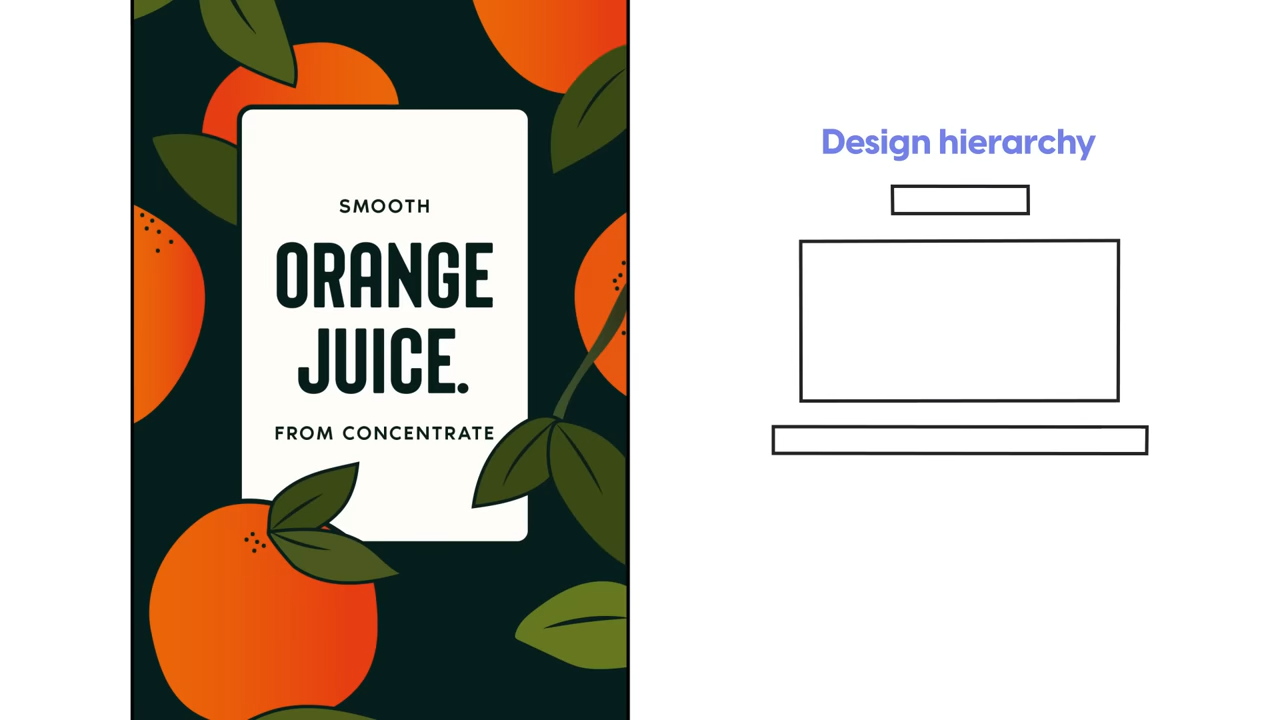 SMOOTH
ORANGE
JUICE.
FROM CONCENTRATE
Design hierarchy